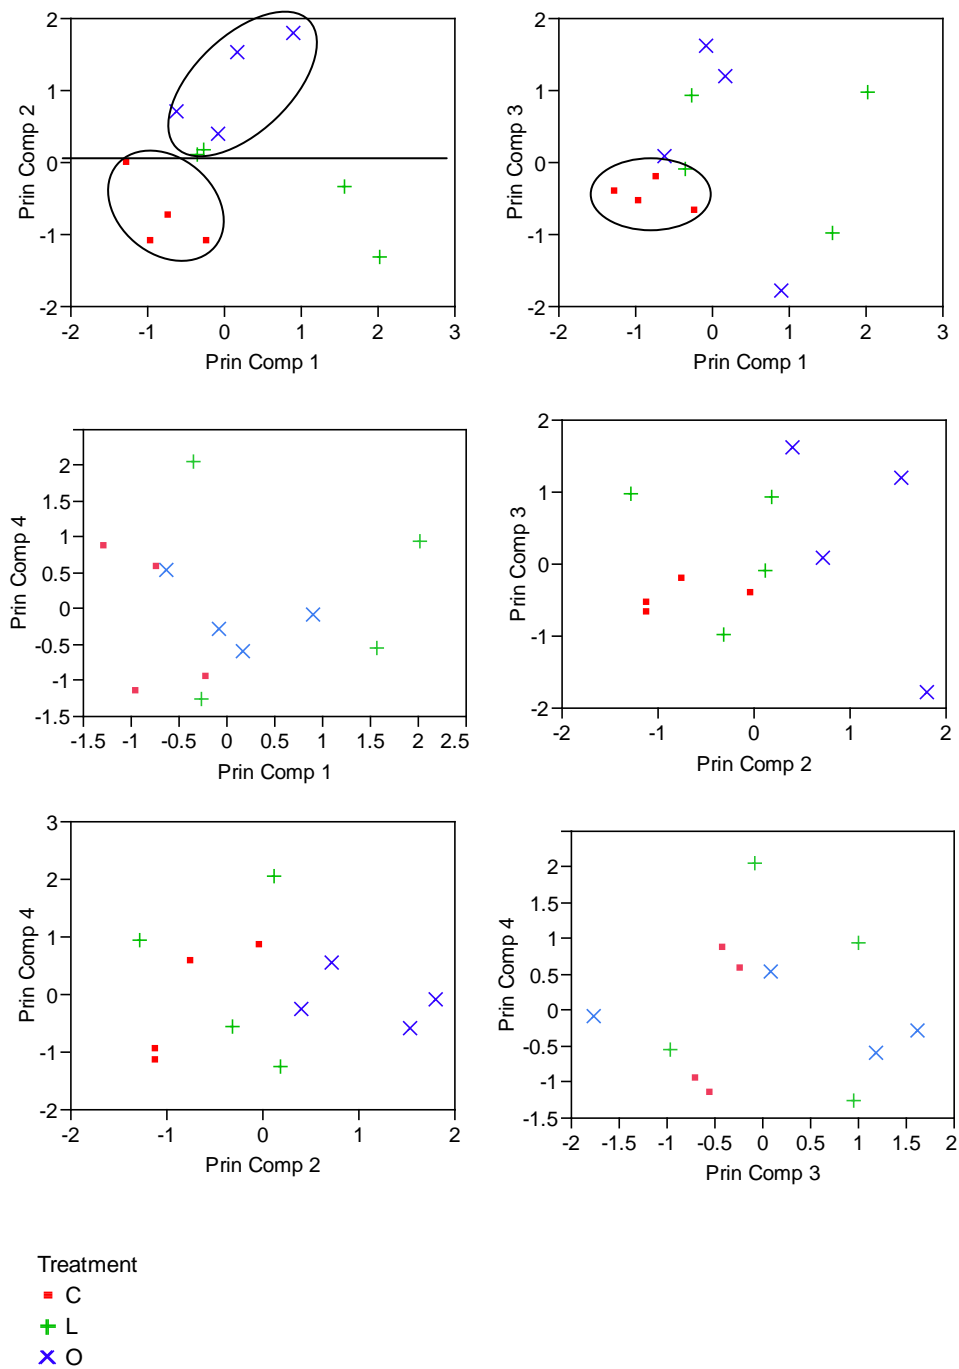 2
1
0
-1
-2
Prin Comp 2
-2 -1 0 1 2 3
Prin Comp 1
2
1
0
-1
-2
Prin Comp 3
-2 -1 0 1 2 3
Prin Comp 1
2
1.5
1
0.5
0
-0.5
-1
-1.5
Prin Comp 4
-1.5 -1 -0.5 0 0.5 1 1.5 2 2.5
Prin Comp 1
2
1
0
-1
-2
Prin Comp 3
-2 -1 0 1 2
Prin Comp 2
3
2
1
0
-1
-2
Prin Comp 4
-2 -1 0 1 2
Prin Comp 2
2
1.5
1
0.5
0
-0.5
-1
-1.5
Prin Comp 4
-2 -1.5 -1 -0.5 0 0.5 1 1.5 2
Prin Comp 3
Treatment
C
L
O